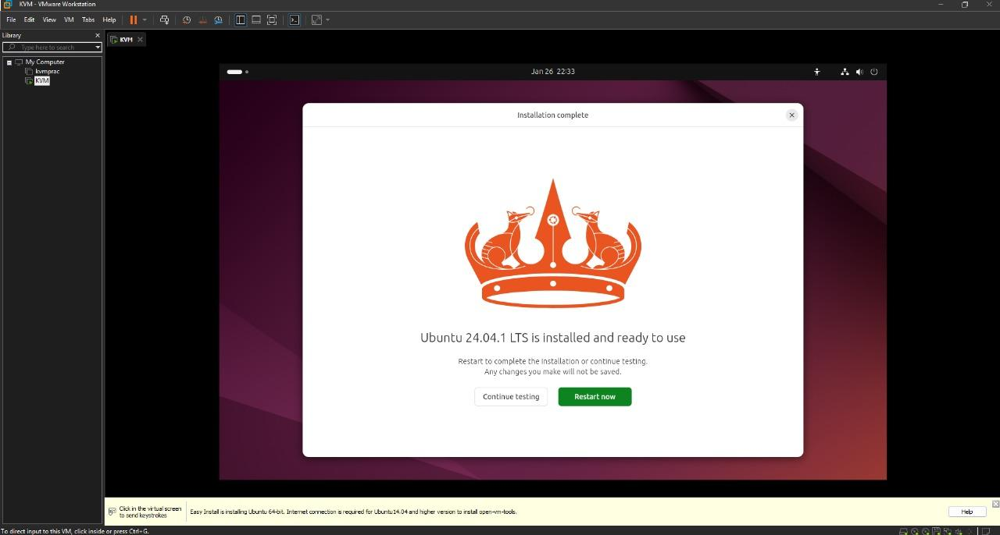 KVM - VMware Workstation
File Edit View VM Tabs Help
Library
Type here to search
My Computer
kvmprac
KVM
KVM
Jan 26 22:33
Installation complete
Ubuntu 24.04.1 LTS is installed and ready to use
Restart to complete the installation or continue testing.
Any changes you make will not be saved.
Continue testing
Restart now
Click in the virtual screen
to send keystrokes
Easy Install is installing Ubuntu 64-bit. Internet connection is required for Ubuntu14.04 and higher version to install open-vm-tools.
Help
To direct input to this VM, click inside or press Ctrl+G.